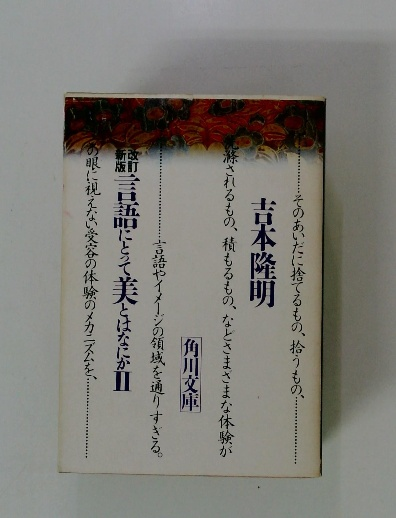 ………そのあいだに捨てるもの、拾うもの、…………
吉本隆明
洗滌されるもの、積もるもの、などさまざまな体験が
角川文庫
…………言語やイメージの領域を通りすぎる。
改訂
新版
言語にとって美とはなにかII
この眼に視えない受容の体験のメカニズムを、…………